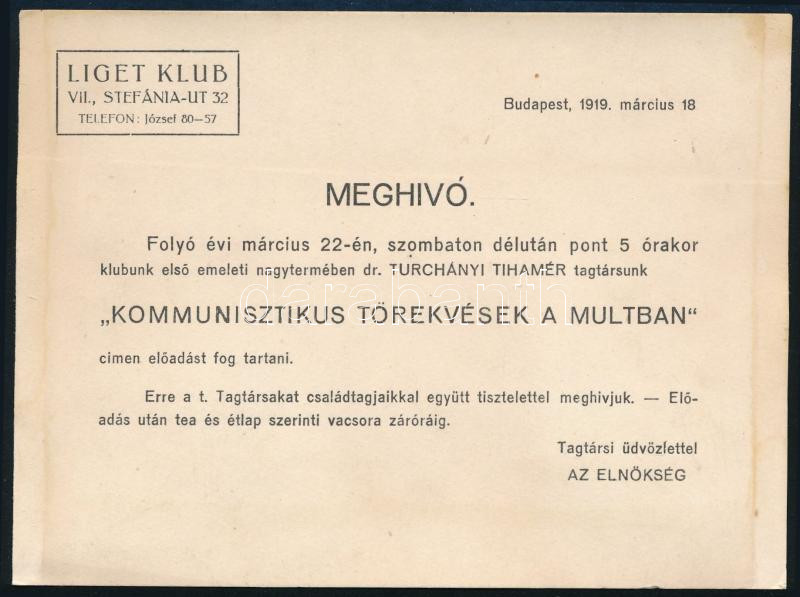 LIGET KLUB
VII., STEFÁNIA-UT 32
TELEFON: József 80—57
Budapest, 1919. március 18
MEGHIVÓ.
Folyó évi március 22-én, szombaton délután pont 5 órakor
klubunk első emeleti nagytermében dr. TURCHÁNYI TIHAMÉR tagtársunk
„KOMMUNISZTIKUS TÖREKVÉSEK A MULTBAN“
cimen előadást fog tartani.
Erre a t. Tagtársakat családtagjaikkal együtt tisztelettel meghivjuk. — Elő-
adás után tea és étlap szerinti vacsora záróráig.
Tagtársi üdvözlettel
AZ ELNÖKSÉG
darabanth